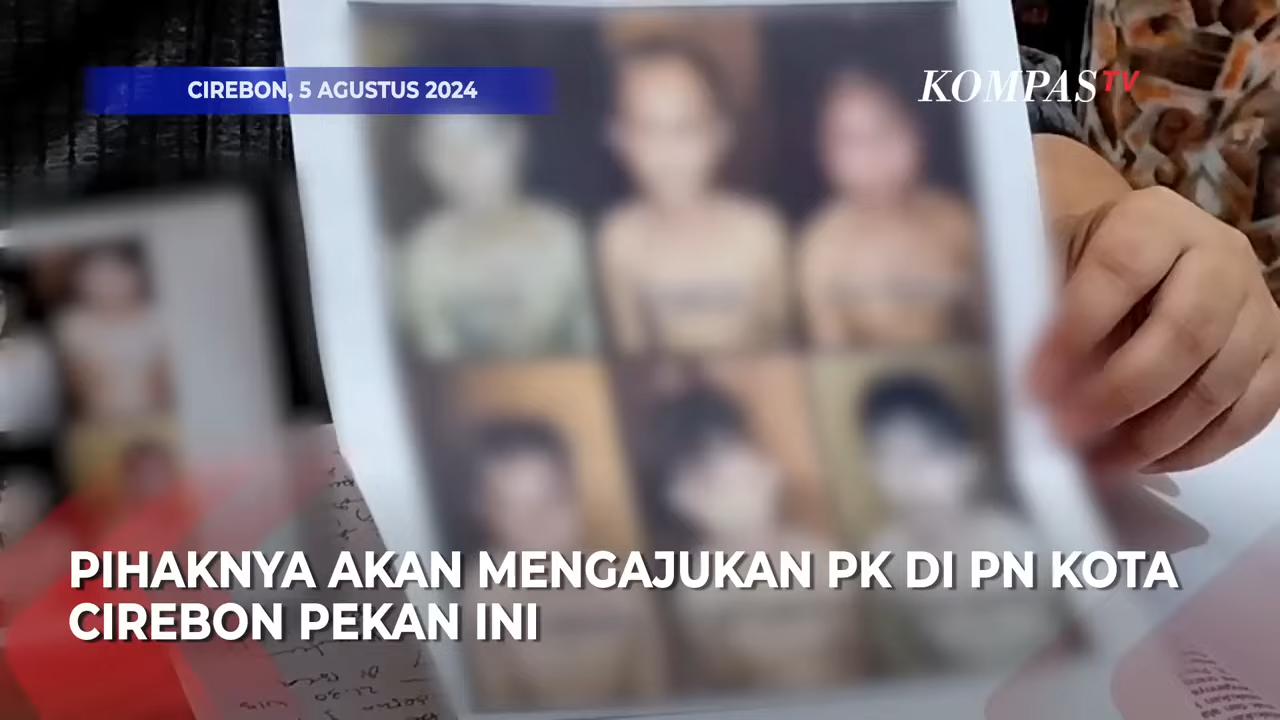 CIREBON, 5 AGUSTUS 2024
KOMPASTV
PIHAKNYA AKAN MENGAJUKAN PK DI PN KOTA
CIREBON PEKAN INI